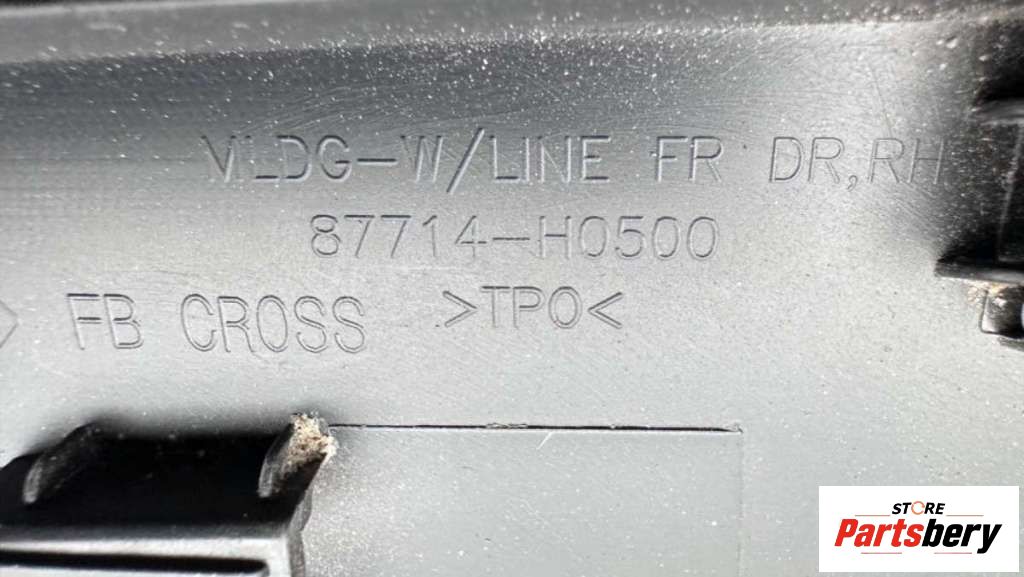 MLDG-W/LINE FR DR,RH
87714-H0500
FB CROSS >TPO<
STORE
Partsbery